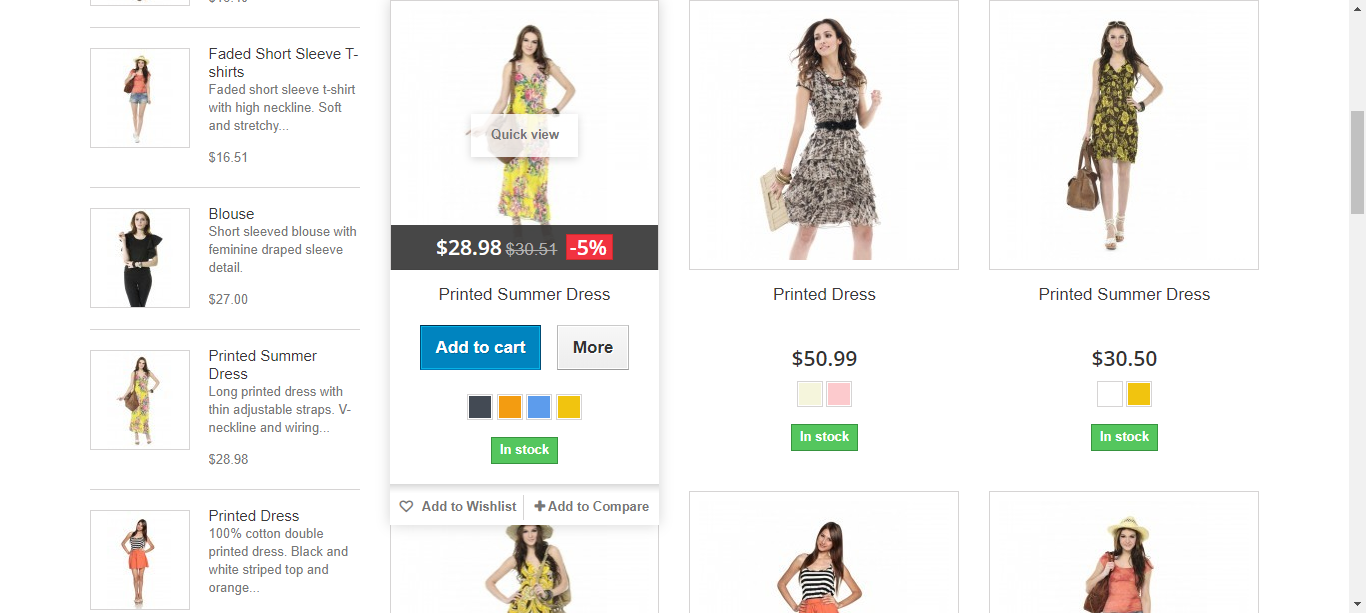 Faded Short Sleeve T-
shirts
Faded short sleeve t-shirt
with high neckline. Soft
and stretchy...
$16.51
Blouse
Short sleeved blouse with
feminine draped sleeve
detail.
$27.00
Printed Summer
Dress
Long printed dress with
thin adjustable straps. V-
neckline and wiring...
$28.98
Printed Dress
100% cotton double
printed dress. Black and
white striped top and
orange...
Quick view
$28.98 $30.51 -5%
Printed Summer Dress
Add to cart More
In stock
Add to Wishlist Add to Compare
Printed Dress
$50.99
In stock
Printed Summer Dress
$30.50
In stock